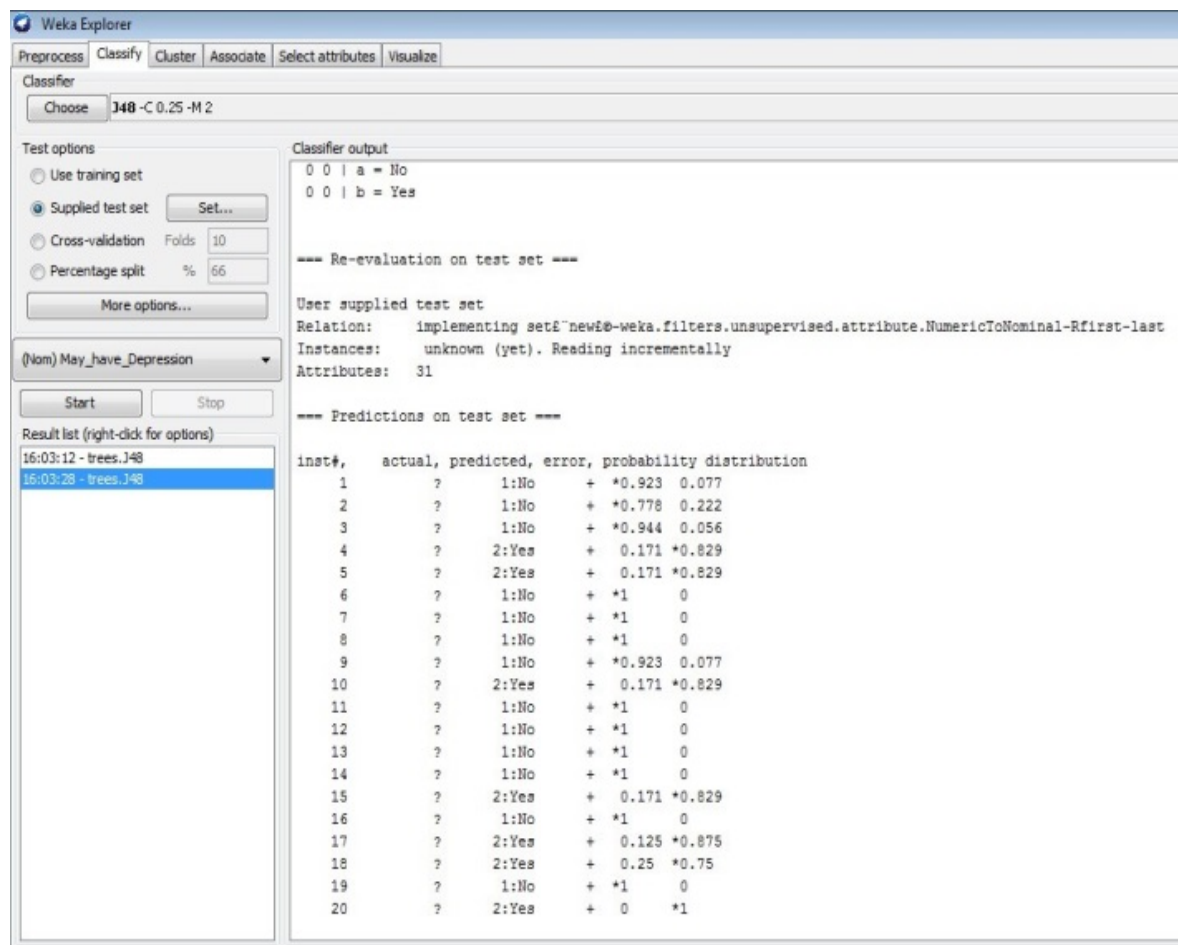 Weka Explorer
Preprocess Classify Cluster Associate Select attributes Visualize
Classifier
Choose J48 -C 0.25 -M 2
Test options
Use training set
Supplied test set Set...
Cross-validation Folds 10
Percentage split % 66
More options...
(Nom) May_have_Depression
Start Stop
Result list (right-click for options)
16:03:12 - trees.J48
16:03:28 - trees.J48
Classifier output
0 0 | a = No
0 0 | b = Yes
=== Re-evaluation on test set ===
User supplied test set
Relation: implementing set£¨new£©-weka.filters.unsupervised.attribute.NumericToNominal-Rfirst-last
Instances: unknown (yet). Reading incrementally
Attributes: 31
=== Predictions on test set ===
inst#, actual, predicted, error, probability distribution
1 ? 1:No + *0.923 0.077
2 ? 1:No + *0.778 0.222
3 ? 1:No + *0.944 0.056
4 ? 2:Yes + 0.171 *0.829
5 ? 2:Yes + 0.171 *0.829
6 ? 1:No + *1 0
7 ? 1:No + *1 0
8 ? 1:No + *1 0
9 ? 1:No + *0.923 0.077
10 ? 2:Yes + 0.171 *0.829
11 ? 1:No + *1 0
12 ? 1:No + *1 0
13 ? 1:No + *1 0
14 ? 1:No + *1 0
15 ? 2:Yes + 0.171 *0.829
16 ? 1:No + *1 0
17 ? 2:Yes + 0.125 *0.875
18 ? 2:Yes + 0.25 *0.75
19 ? 1:No + *1 0
20 ? 2:Yes + 0 *1